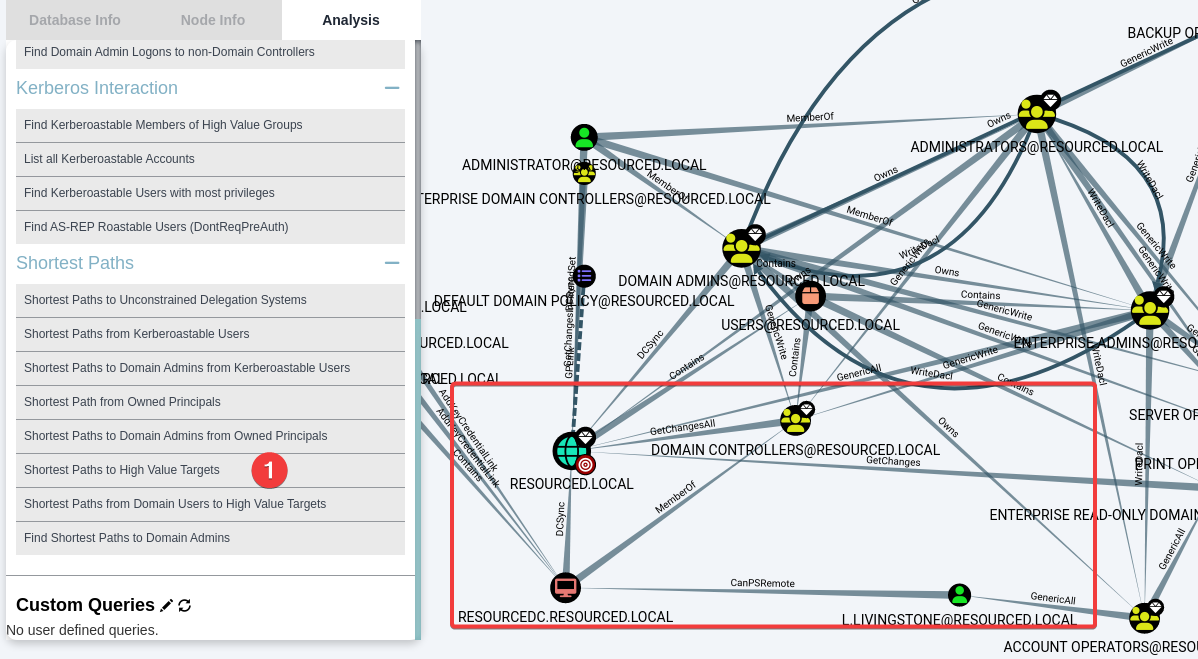 Database Info
Node Info
Analysis
Find Domain Admin Logons to non-Domain Controllers
Kerberos Interaction
Find Kerberoastable Members of High Value Groups
List all Kerberoastable Accounts
Find Kerberoastable Users with most privileges
Find AS-REP Roastable Users (DontReqPreAuth)
Shortest Paths
Shortest Paths to Unconstrained Delegation Systems
Shortest Paths from Kerberoastable Users
Shortest Paths to Domain Admins from Kerberoastable Users
Shortest Path from Owned Principals
Shortest Paths to Domain Admins from Owned Principals
Shortest Paths to High Value Targets
1
Shortest Paths from Domain Users to High Value Targets
Find Shortest Paths to Domain Admins
Custom Queries
No user defined queries.
BACKUP OP
GenericWrite
MemberOf
Owns
ADMINISTRATORS@RESOURCED.LOCAL
ADMINISTRATOR@RESOURCED.LOCAL
MemberOf
Owns
WriteDacl
TERPRISE DOMAIN CONTROLLERS@RESOURCED.LOCAL
MemberOf
WriteDacl
GenericWrite
Owns
Contains
DOMAIN ADMINS@RESOURCED.LOCAL
DEFAULT DOMAIN POLICY@RESOURCED.LOCAL
.LOCAL
Contains
GenericWrite
USERS@RESOURCED.LOCAL
GenericWrite
ENTERPRISE ADMINS@RESO
URCED.LOCAL
DCSync
GenericWrite
Contains
GenericWrite
WriteDacl
Contains
GenericAll
WriteDacl
Contains
RCED.LOCAL
AddKeyCredentialLink
AddKeyCredentialLink
Contains
GetChangesAll
Owns
SERVER OP
DOMAIN CONTROLLERS@RESOURCED.LOCAL
GetChanges
WriteDacl
PRINT OPE
RESOURCED.LOCAL
MemberOf
DCSync
ENTERPRISE READ-ONLY DOMAIN
GenericAll
CanPSRemote
GenericAll
RESOURCEDC.RESOURCED.LOCAL
L.LIVINGSTONE@RESOURCED.LOCAL
ACCOUNT OPERATORS@RESOU